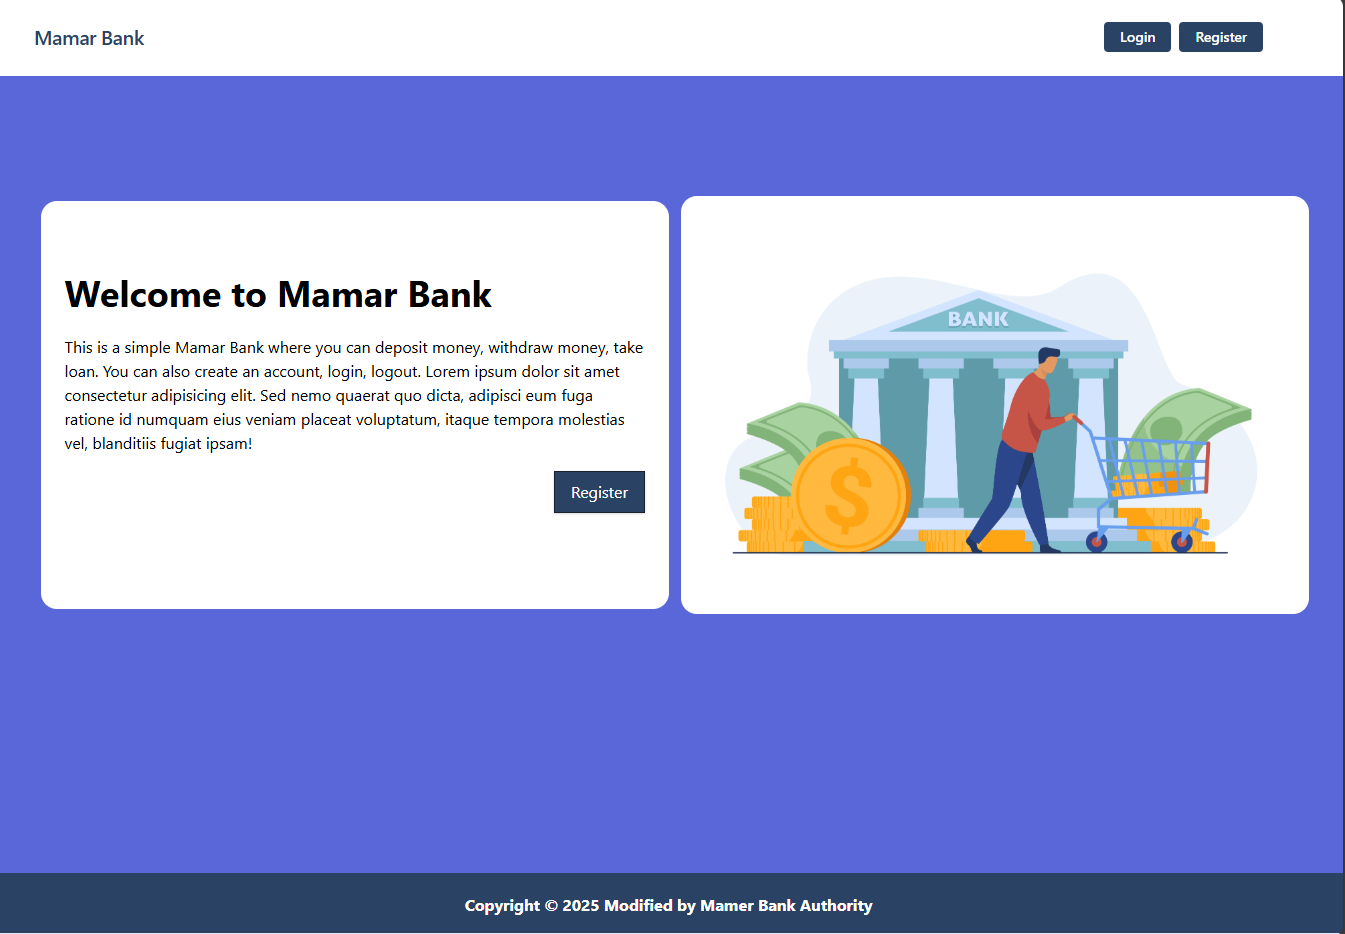 Mamar Bank
Login
Register
Welcome to Mamar Bank
This is a simple Mamar Bank where you can deposit money, withdraw money, take
loan. You can also create an account, login, logout. Lorem ipsum dolor sit amet
consectetur adipisicing elit. Sed nemo quaerat quo dicta, adipisci eum fuga
ratione id numquam eius veniam placeat voluptatum, itaque tempora molestias
vel, blanditiis fugiat ipsam!
Register
BANK
$
Copyright © 2025 Modified by Mamer Bank Authority